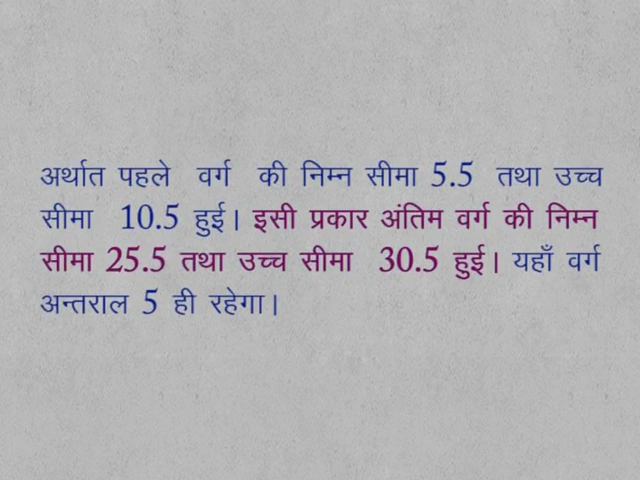 अर्थात पहले वर्ग की निम्न सीमा 5.5 तथा उच्च
सीमा 10.5 हुई। इसी प्रकार अंतिम वर्ग की निम्न
सीमा 25.5 तथा उच्च सीमा 30.5 हुई। यहाँ वर्ग
अन्तराल 5 ही रहेगा।